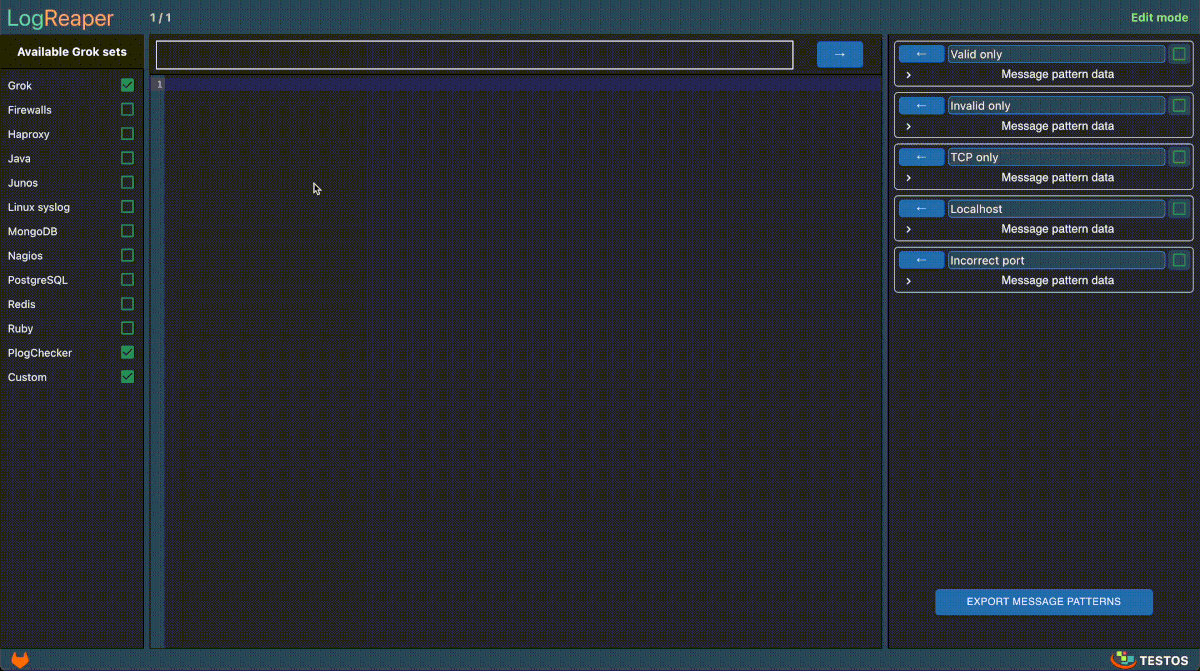 LogReaper
1 / 1
Edit mode
Available Grok sets
Grok
Firewalls
Haproxy
Java
Junos
Linux syslog
MongoDB
Nagios
PostgreSQL
Redis
Ruby
PlogChecker
Custom
→
1
← Valid only
Message pattern data
← Invalid only
Message pattern data
← TCP only
Message pattern data
← Localhost
Message pattern data
← Incorrect port
Message pattern data
EXPORT MESSAGE PATTERNS
TESTOS